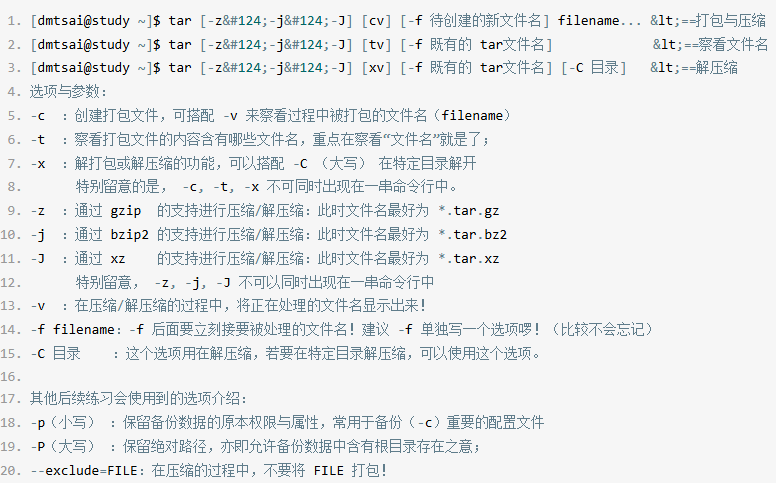 1. [dmtsai@study ~]$ tar [-z&#124;-j&#124;-J] [cv] [-f 待创建的新文件名] filename... &lt;==打包与压缩
2. [dmtsai@study ~]$ tar [-z&#124;-j&#124;-J] [tv] [-f 既有的 tar文件名] &lt;==察看文件名
3. [dmtsai@study ~]$ tar [-z&#124;-j&#124;-J] [xv] [-f 既有的 tar文件名] [-C 目录] &lt;==解压缩
4. 选项与参数：
5. -c ：创建打包文件，可搭配 -v 来察看过程中被打包的文件名（filename）
6. -t ：察看打包文件的内容含有哪些文件名，重点在察看“文件名”就是了；
7. -x ：解打包或解压缩的功能，可以搭配 -C （大写） 在特定目录解开
8. 特别留意的是， -c, -t, -x 不可同时出现在一串命令行中。
9. -z ：通过 gzip 的支持进行压缩/解压缩：此时文件名最好为 *.tar.gz
10. -j ：通过 bzip2 的支持进行压缩/解压缩：此时文件名最好为 *.tar.bz2
11. -J ：通过 xz 的支持进行压缩/解压缩：此时文件名最好为 *.tar.xz
12. 特别留意， -z, -j, -J 不可以同时出现在一串命令行中
13. -v ：在压缩/解压缩的过程中，将正在处理的文件名显示出来！
14. -f filename：-f 后面要立刻接要被处理的文件名！建议 -f 单独写一个选项啰！（比较不会忘记）
15. -C 目录 ：这个选项用在解压缩，若要在特定目录解压缩，可以使用这个选项。
16.
17. 其他后续练习会使用到的选项介绍：
18. -p（小写） ：保留备份数据的原本权限与属性，常用于备份（-c）重要的配置文件
19. -P（大写） ：保留绝对路径，亦即允许备份数据中含有根目录存在之意；
20. --exclude=FILE：在压缩的过程中，不要将 FILE 打包！